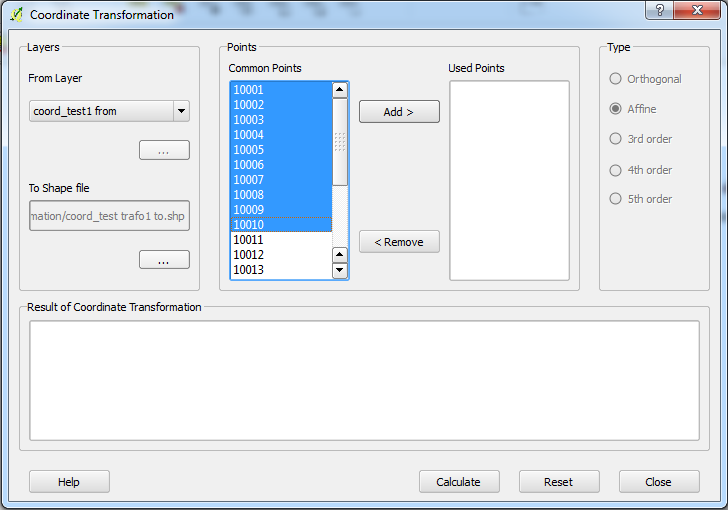 Coordinate Transformation
?
Layers
From Layer
coord_test1 from
...
To Shape file
mation/coord_test trafo1 to.shp
...
Points
Common Points
10001
10002
10003
10004
10005
10006
10007
10008
10009
10010
10011
10012
10013
Add >
< Remove
Used Points
Type
Orthogonal
Affine
3rd order
4th order
5th order
Result of Coordinate Transformation
Help
Calculate
Reset
Close